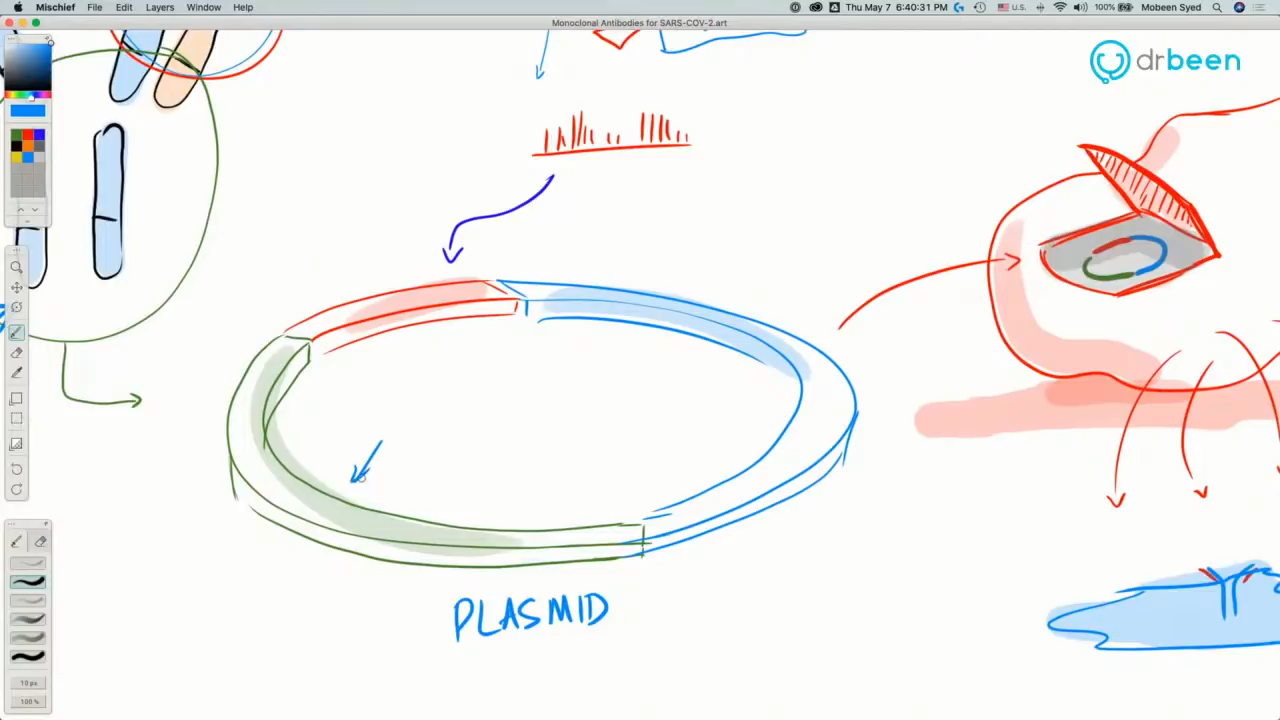 Mischief File Edit Layers Window Help U.S. 100% Thu May 7 6:40:31 PM Mobeen Syed
Monoclonal Antibodies for SARS-COV-2.art
drbeen
PLASMID
10 px
100 %